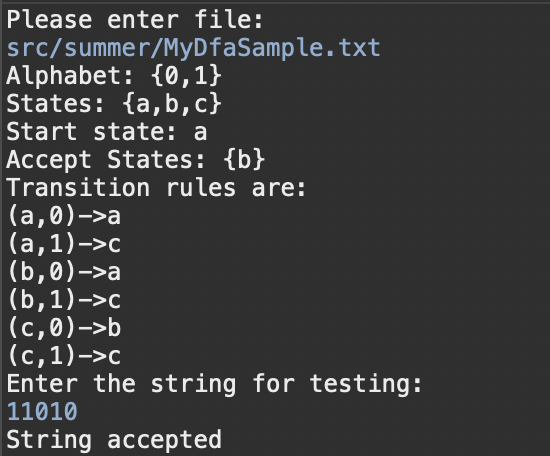 Please enter file:
src/summer/MyDfaSample.txt
Alphabet: {0,1}
States: {a,b,c}
Start state: a
Accept States: {b}
Transition rules are:
(a,0)->a
(a,1)->c
(b,0)->a
(b,1)->c
(c,0)->b
(c,1)->c
Enter the string for testing:
11010
String accepted